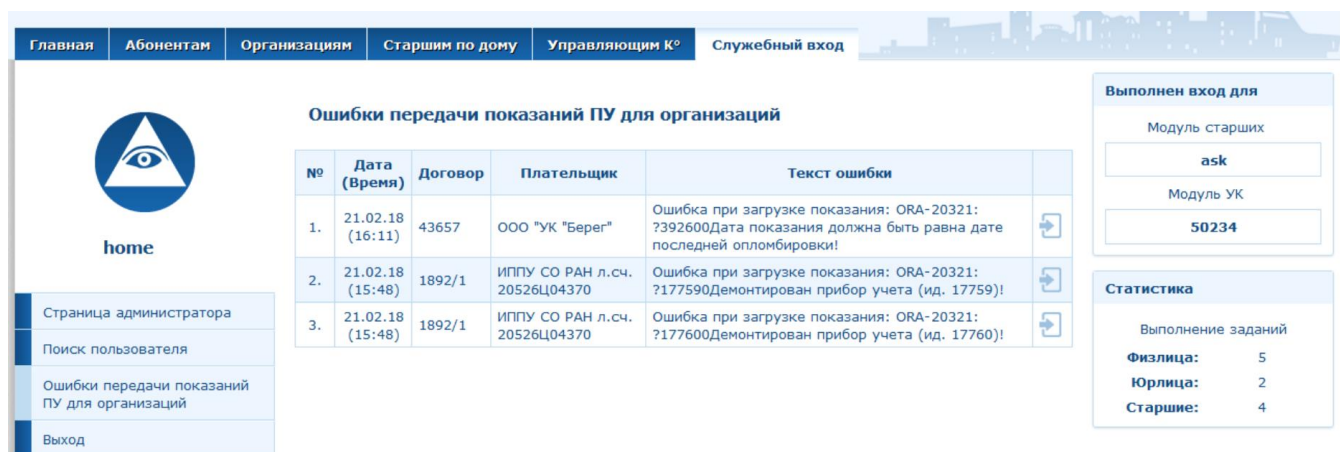 Главная
Абонентам
Организациям
Старшим по дому
Управляющим К°
Служебный вход
home
Страница администратора
Поиск пользователя
Ошибки передачи показаний
ПУ для организаций
Выход
Ошибки передачи показаний ПУ для организаций
№
Дата
(Время)
Договор
Плательщик
Текст ошибки
1.
21.02.18
(16:11)
43657
ООО "УК "Берег"
Ошибка при загрузке показания: ORA-20321:
?392600Дата показания должна быть равна дате
последней опломбировки!
2.
21.02.18
(15:48)
1892/1
ИППУ СО РАН л.сч.
20526Ц04370
Ошибка при загрузке показания: ORA-20321:
?177590Демонтирован прибор учета (ид. 17759)!
3.
21.02.18
(15:48)
1892/1
ИППУ СО РАН л.сч.
20526Ц04370
Ошибка при загрузке показания: ORA-20321:
?177600Демонтирован прибор учета (ид. 17760)!
Выполнен вход для
Модуль старших
ask
Модуль УК
50234
Статистика
Выполнение заданий
Физлица: 5
Юрлица: 2
Старшие: 4